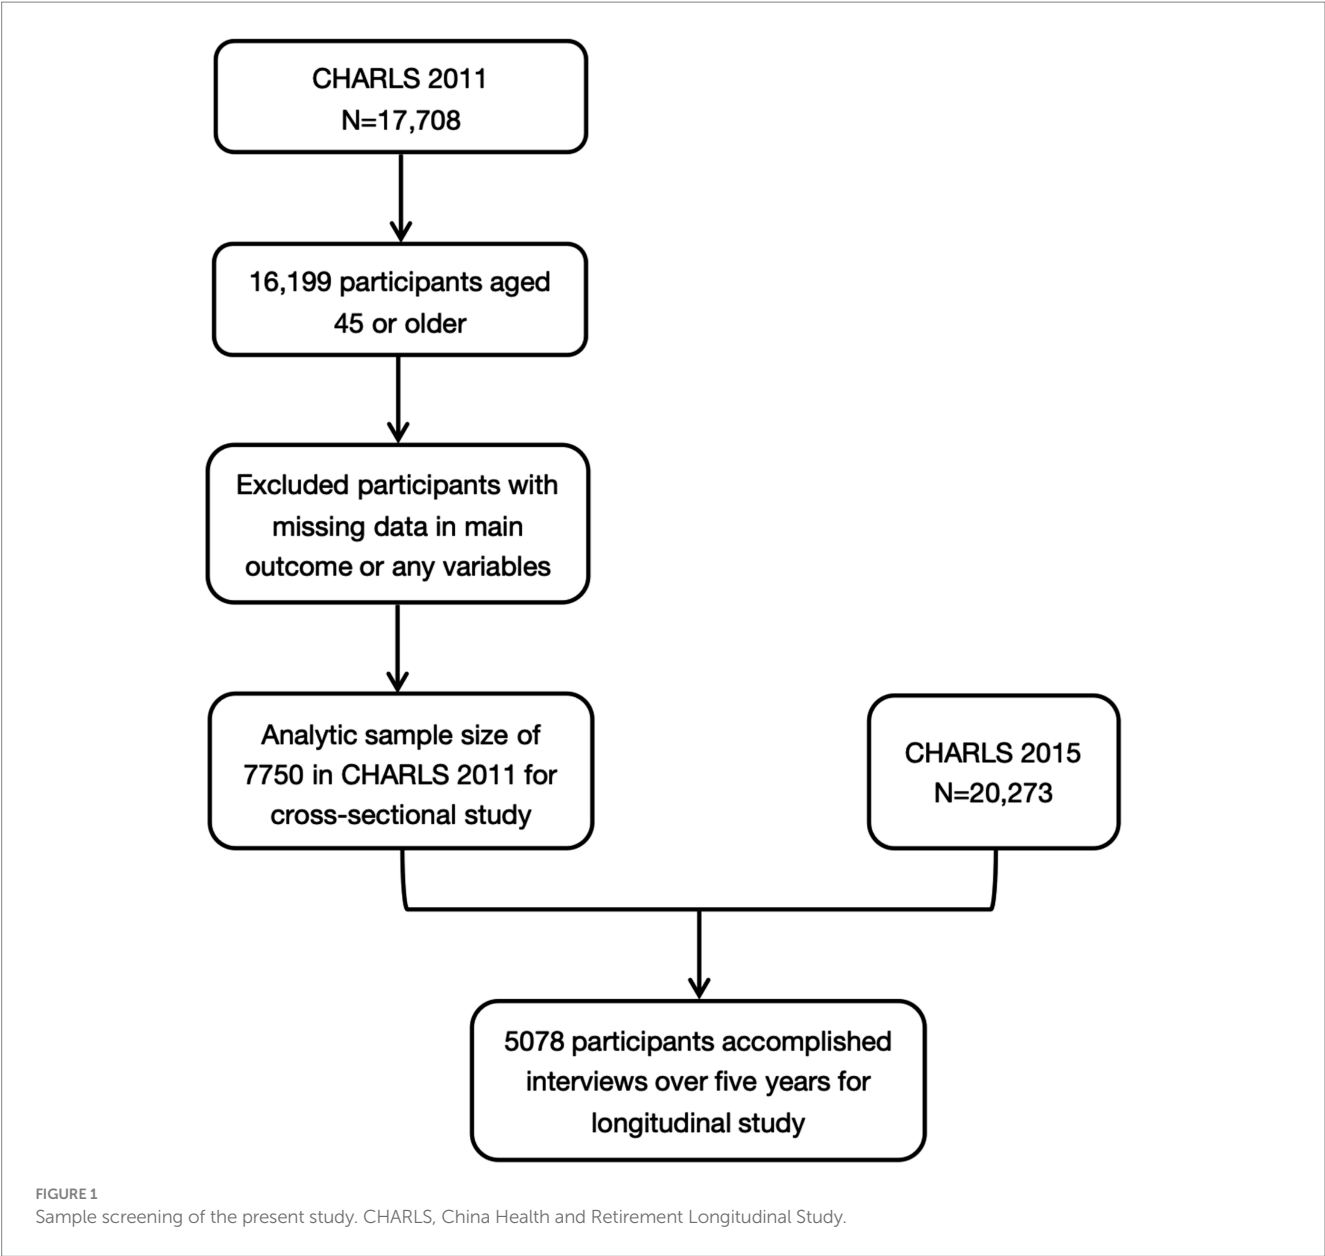 CHARLS 2011
N=17,708
16,199 participants aged
45 or older
Excluded participants with
missing data in main
outcome or any variables
Analytic sample size of
7750 in CHARLS 2011 for
cross-sectional study
CHARLS 2015
N=20,273
5078 participants accomplished
interviews over five years for
longitudinal study
FIGURE 1
Sample screening of the present study. CHARLS, China Health and Retirement Longitudinal Study.